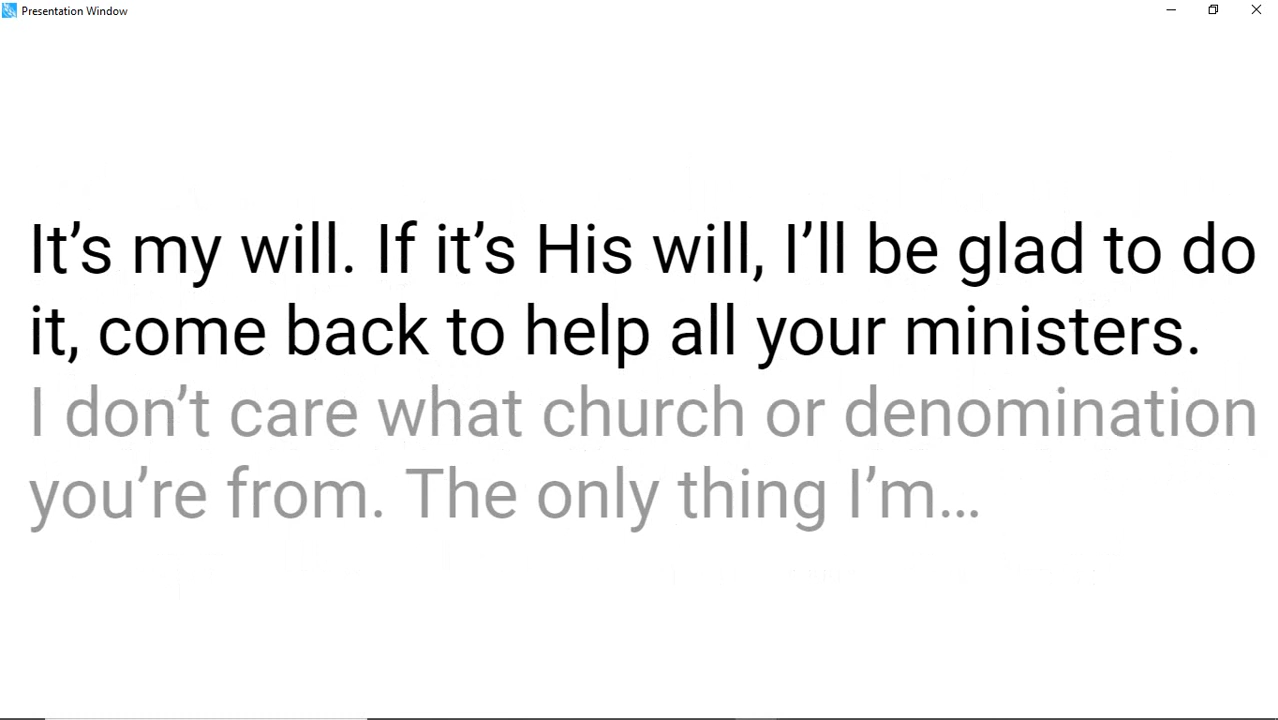 Presentation Window
It’s my will. If it’s His will, I’ll be glad to do
it, come back to help all your ministers.
I don’t care what church or denomination
you’re from. The only thing I’m…